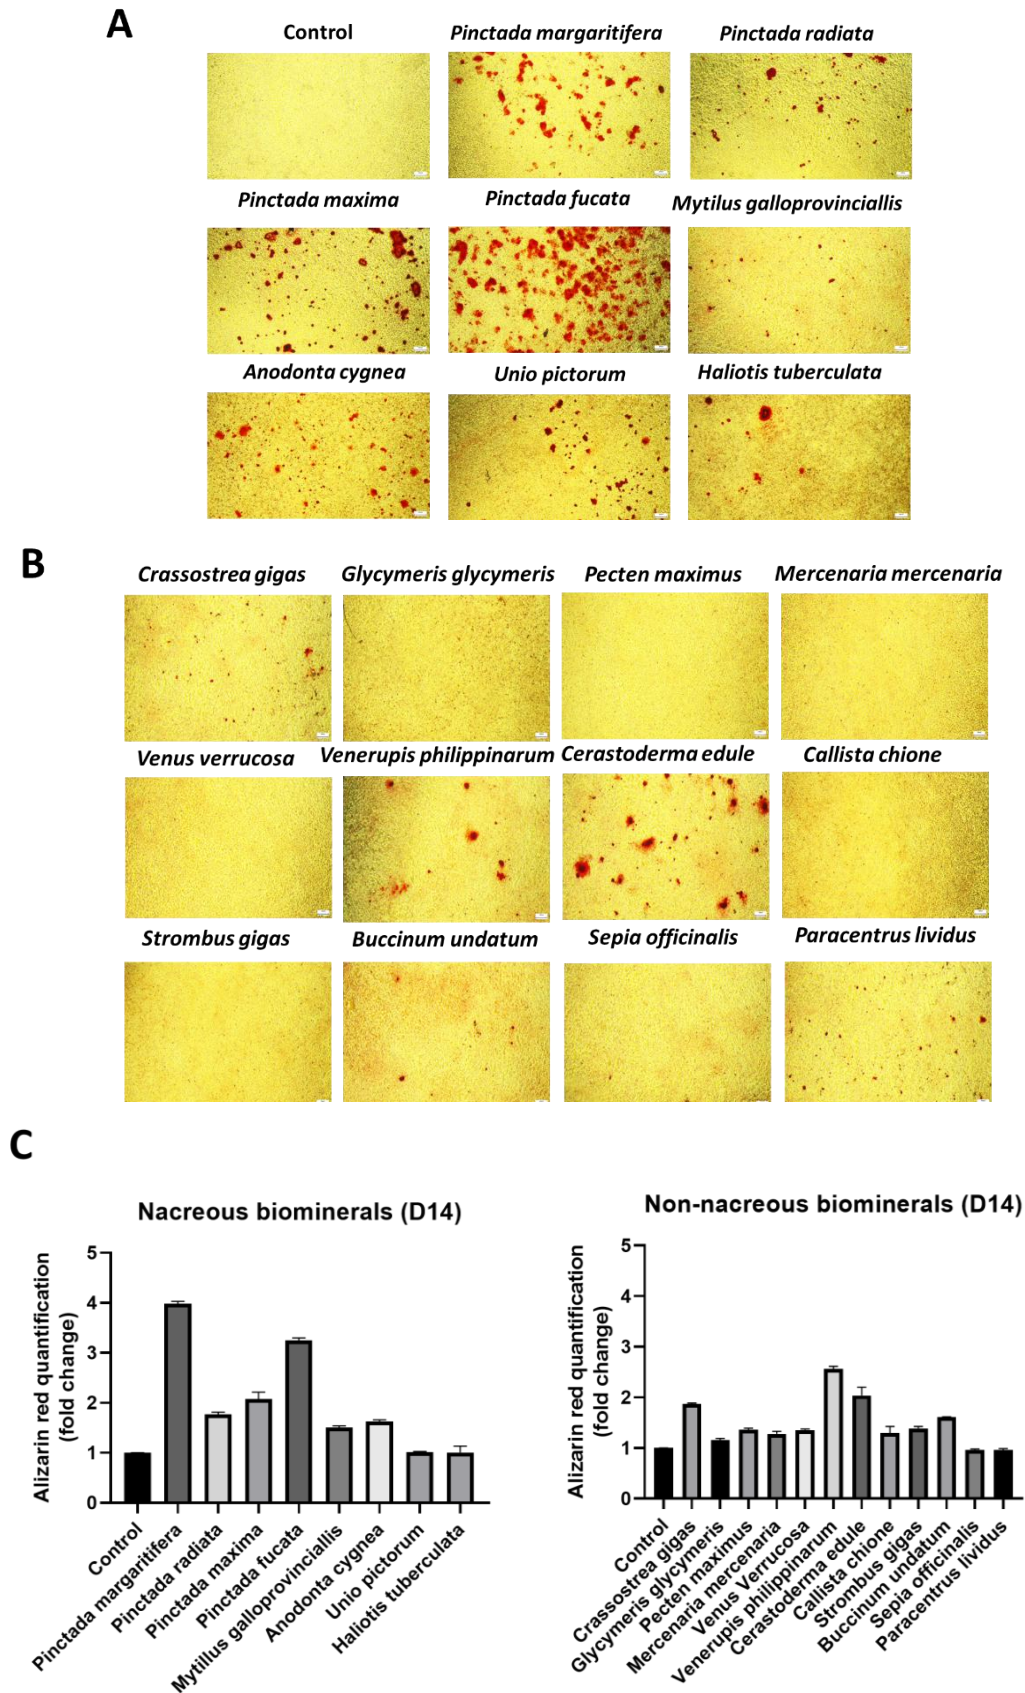 A
Control
Pinctada margaritifera
Pinctada radiata
Pinctada maxima
Pinctada fucata
Mytilus galloprovinciallis
Anodonta cygnea
Unio pictorum
Haliotis tuberculata
B
Crassostrea gigas
Glycymeris glycymeris
Pecten maximus
Mercenaria mercenaria
Venus verrucosa
Venerupis philippinarum
Cerastoderma edule
Callista chione
Strombus gigas
Buccinum undatum
Sepia officinalis
Paracentrus lividus
C
Nacreous biominerals (D14)
Alizarin red quantification
(fold change)
5
4
3
2
1
0
Control
Pinctada margaritifera
Pinctada radiata
Pinctada maxima
Pinctada fucata
Mytillus galloprovinciallis
Anodonta cygnea
Unio pictorum
Haliotis tuberculata
Non-nacreous biominerals (D14)
Alizarin red quantification
(fold change)
5
4
3
2
1
0
Control
Crassostrea gigas
Glycymeris glycymeris
Pecten maximus
Mercenaria mercenaria
Venus Verrucosa
Venerupis philippinarum
Cerastoderma edule
Callista chione
Strombus gigas
Buccinum undatum
Sepia officinalis
Paracentrus lividus